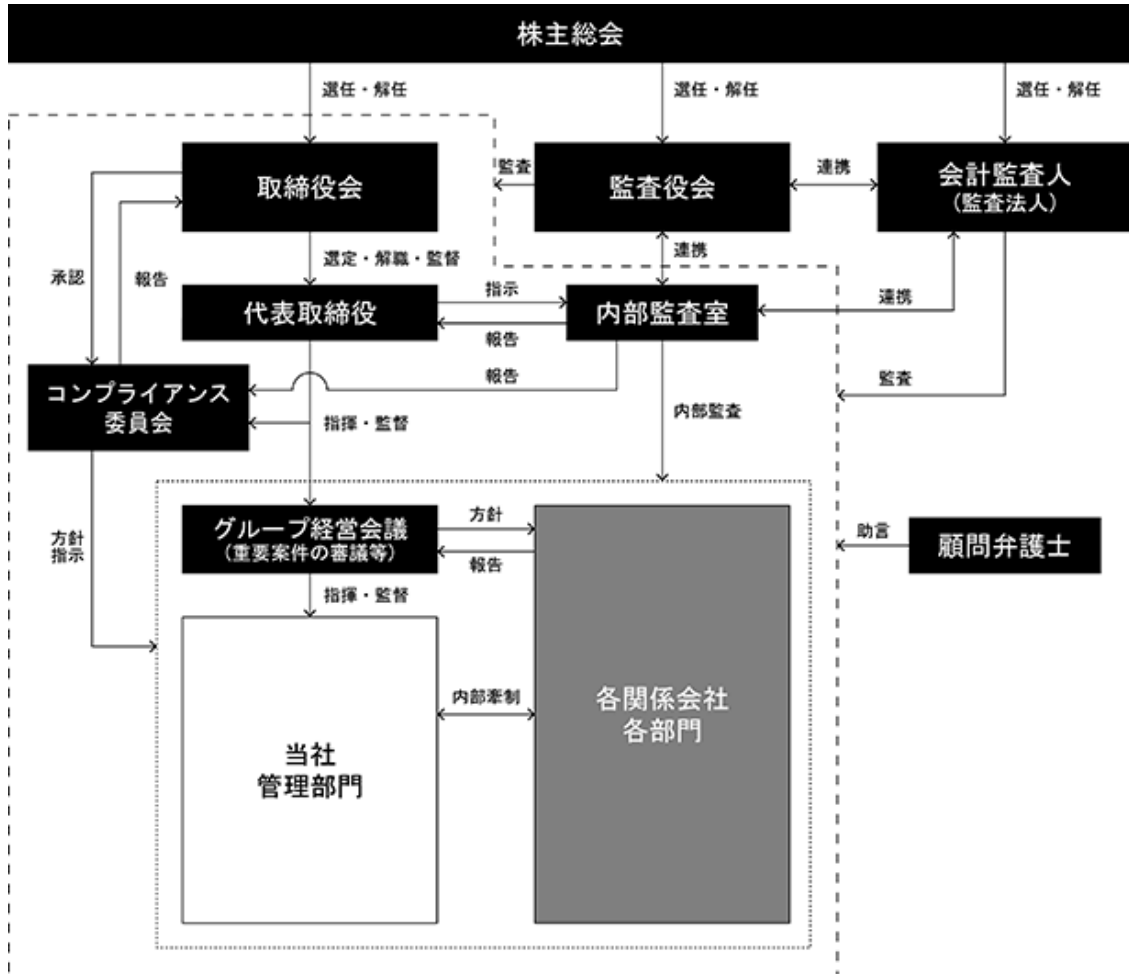 株主総会
選任・解任
選任・解任
選任・解任
取締役会
監査
監査役会
連携
会計監査人
(監査法人)
承認
報告
選定・解職・監督
連携
代表取締役
指示
報告
内部監査室
連携
コンプライアンス
委員会
報告
指揮・監督
内部監査
監査
方針
指示
グループ経営会議
(重要案件の審議等)
方針
報告
助言
顧問弁護士
指揮・監督
当社
管理部門
内部牽制
各関係会社
各部門